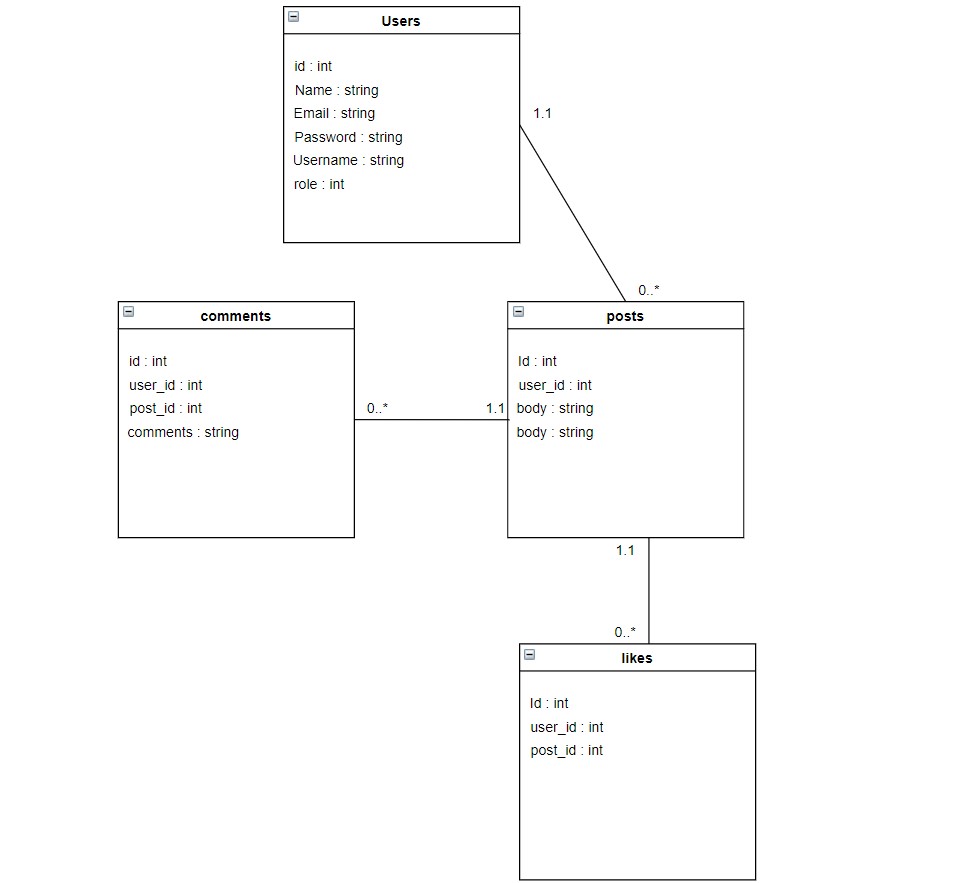 Users
id : int
Name : string
Email : string
Password : string
Username : string
role : int
1.1
0..*
comments
id : int
user_id : int
post_id : int
comments : string
0..*
1.1
posts
Id : int
user_id : int
body : string
body : string
1.1
0..*
likes
Id : int
user_id : int
post_id : int